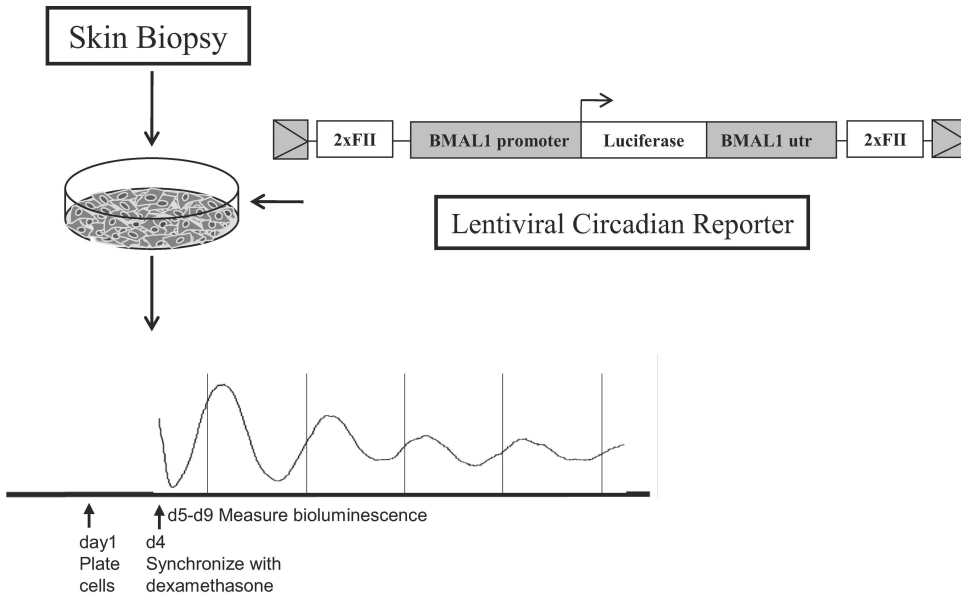 Skin Biopsy
2xFII
BMAL1 promoter
Luciferase
BMAL1 utr
2xFII
Lentiviral Circadian Reporter
d5-d9 Measure bioluminescence
day1
Plate
cells
d4
Synchronize with
dexamethasone